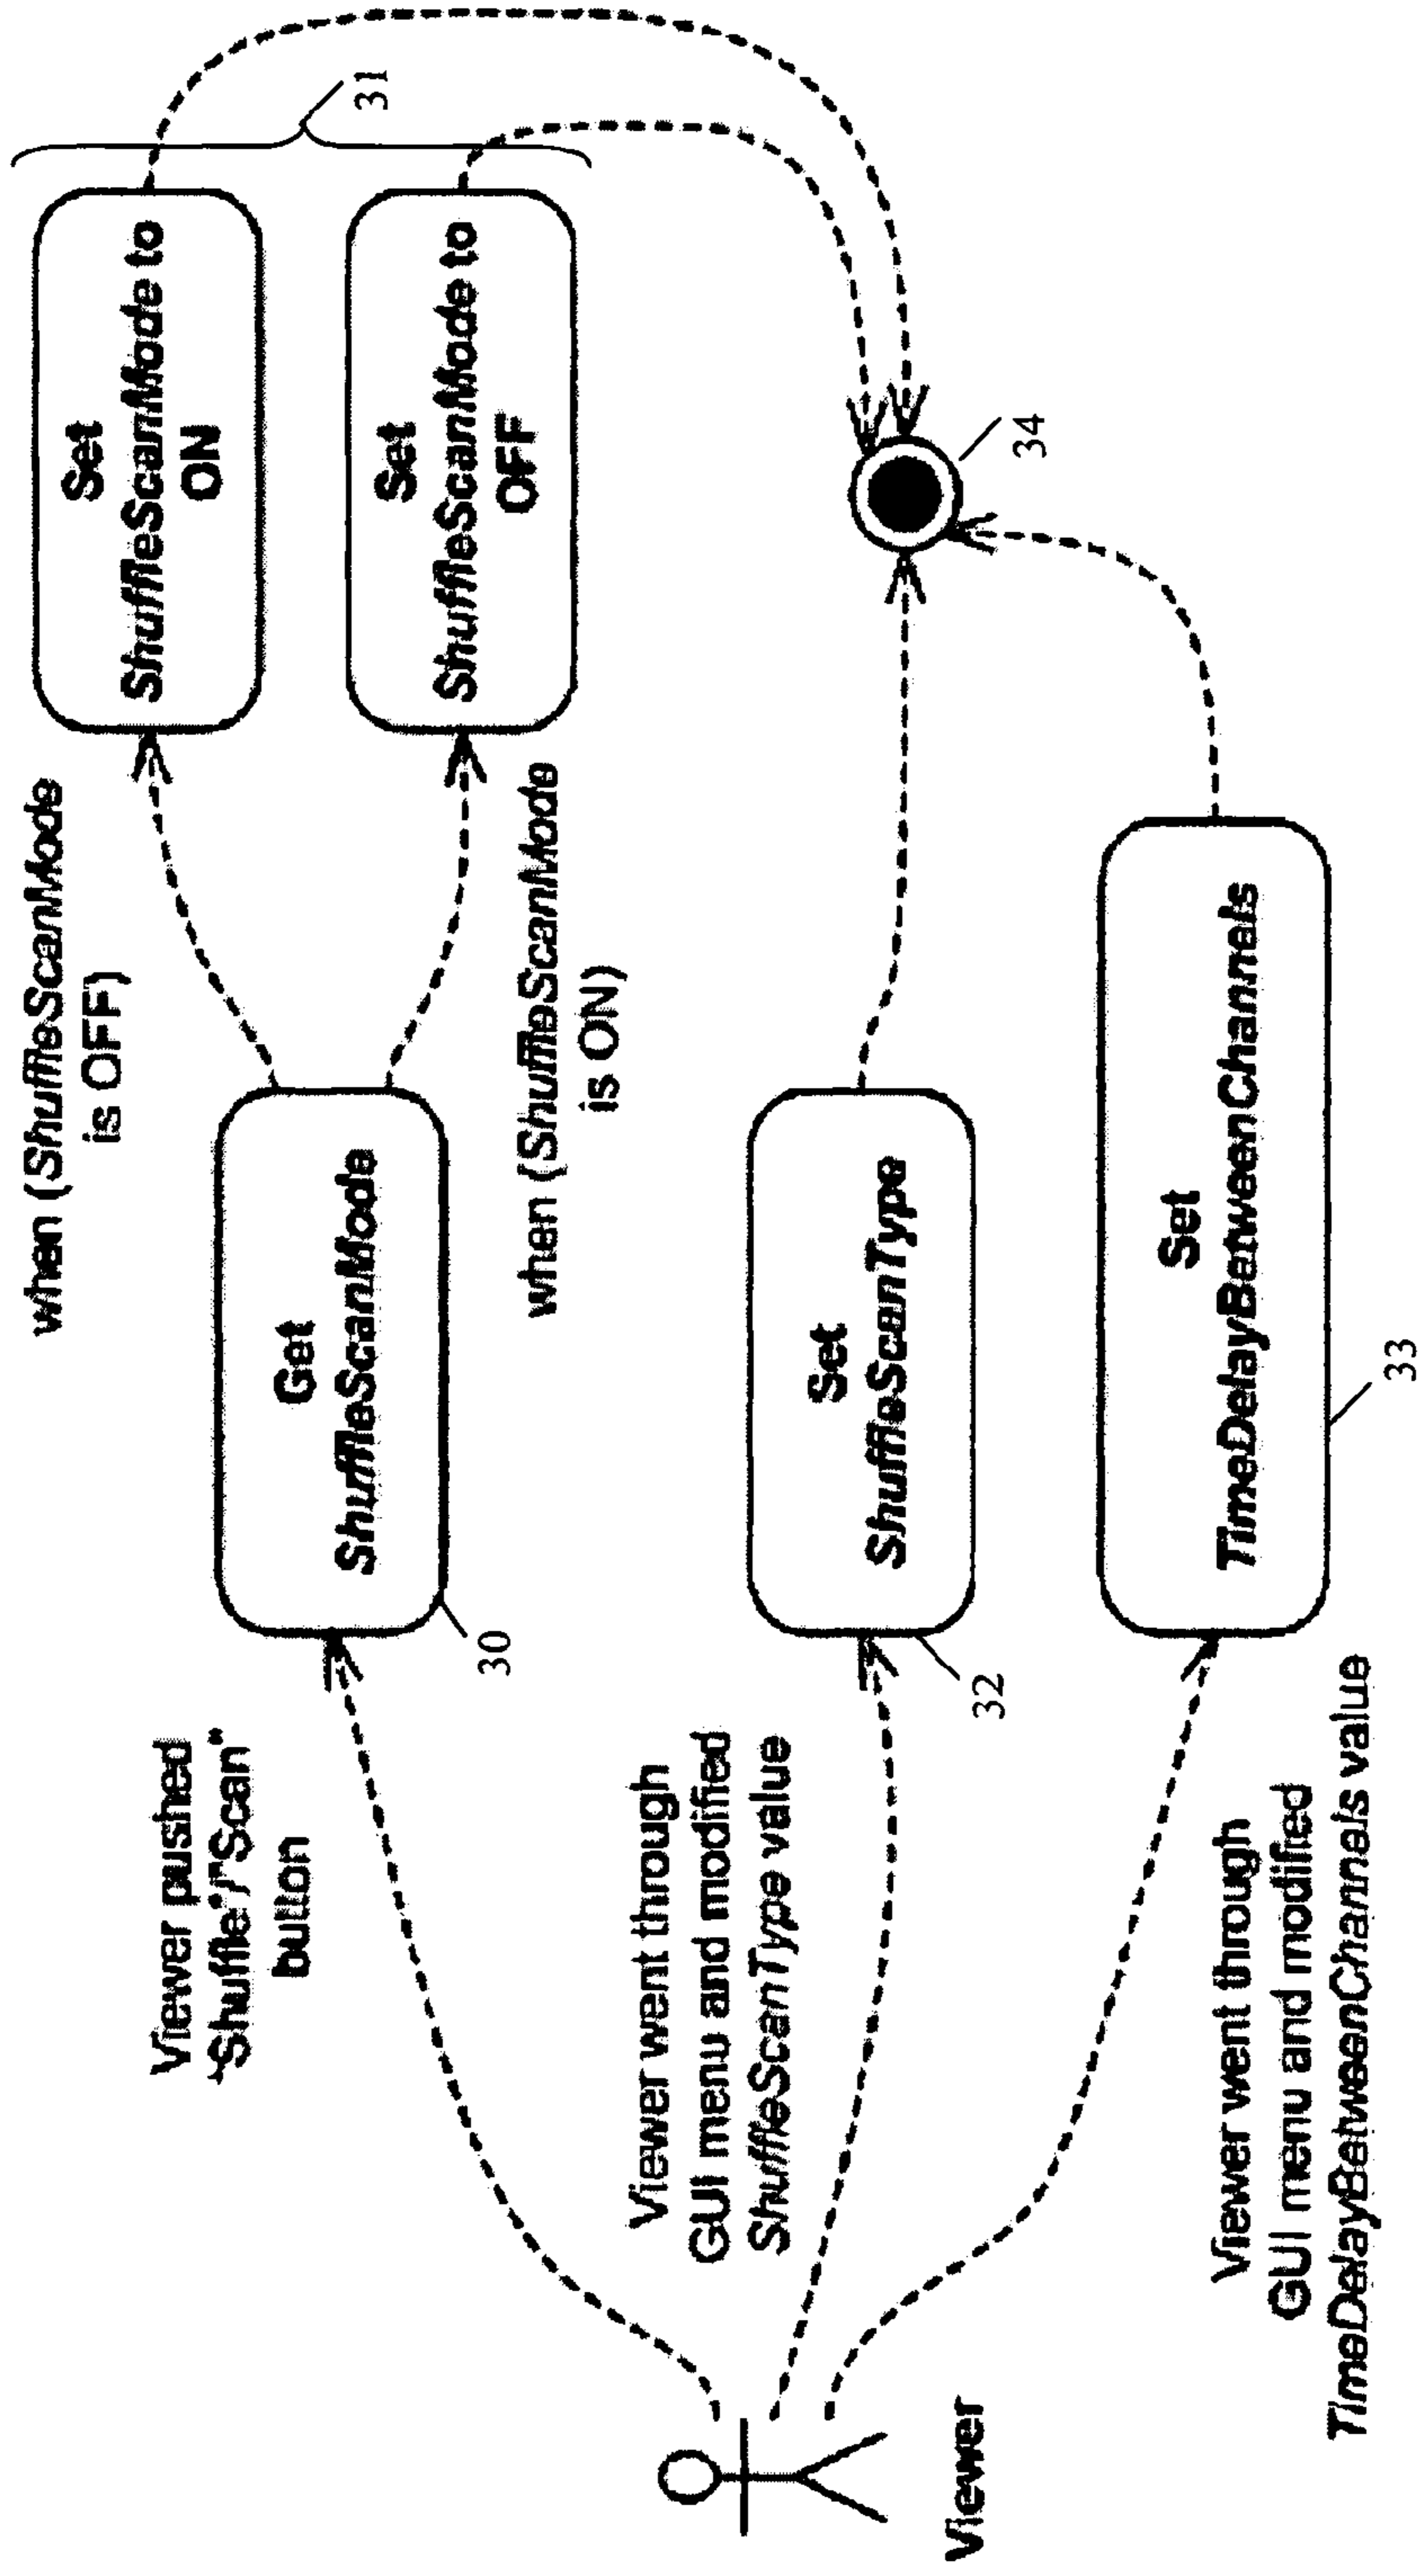 Viewer
Viewer pushed
"Shuffle"/"Scan"
button
Get
ShuffleScanMode
30
when (ShuffleScanMode
is OFF)
when (ShuffleScanMode
is ON)
Set
ShuffleScanMode to
ON
Set
ShuffleScanMode to
OFF
31
Viewer went through
GUI menu and modified
ShuffleScanType value
Set
ShuffleScanType
32
34
Viewer went through
GUI menu and modified
TimeDelayBetweenChannels value
Set
TimeDelayBetweenChannels
33